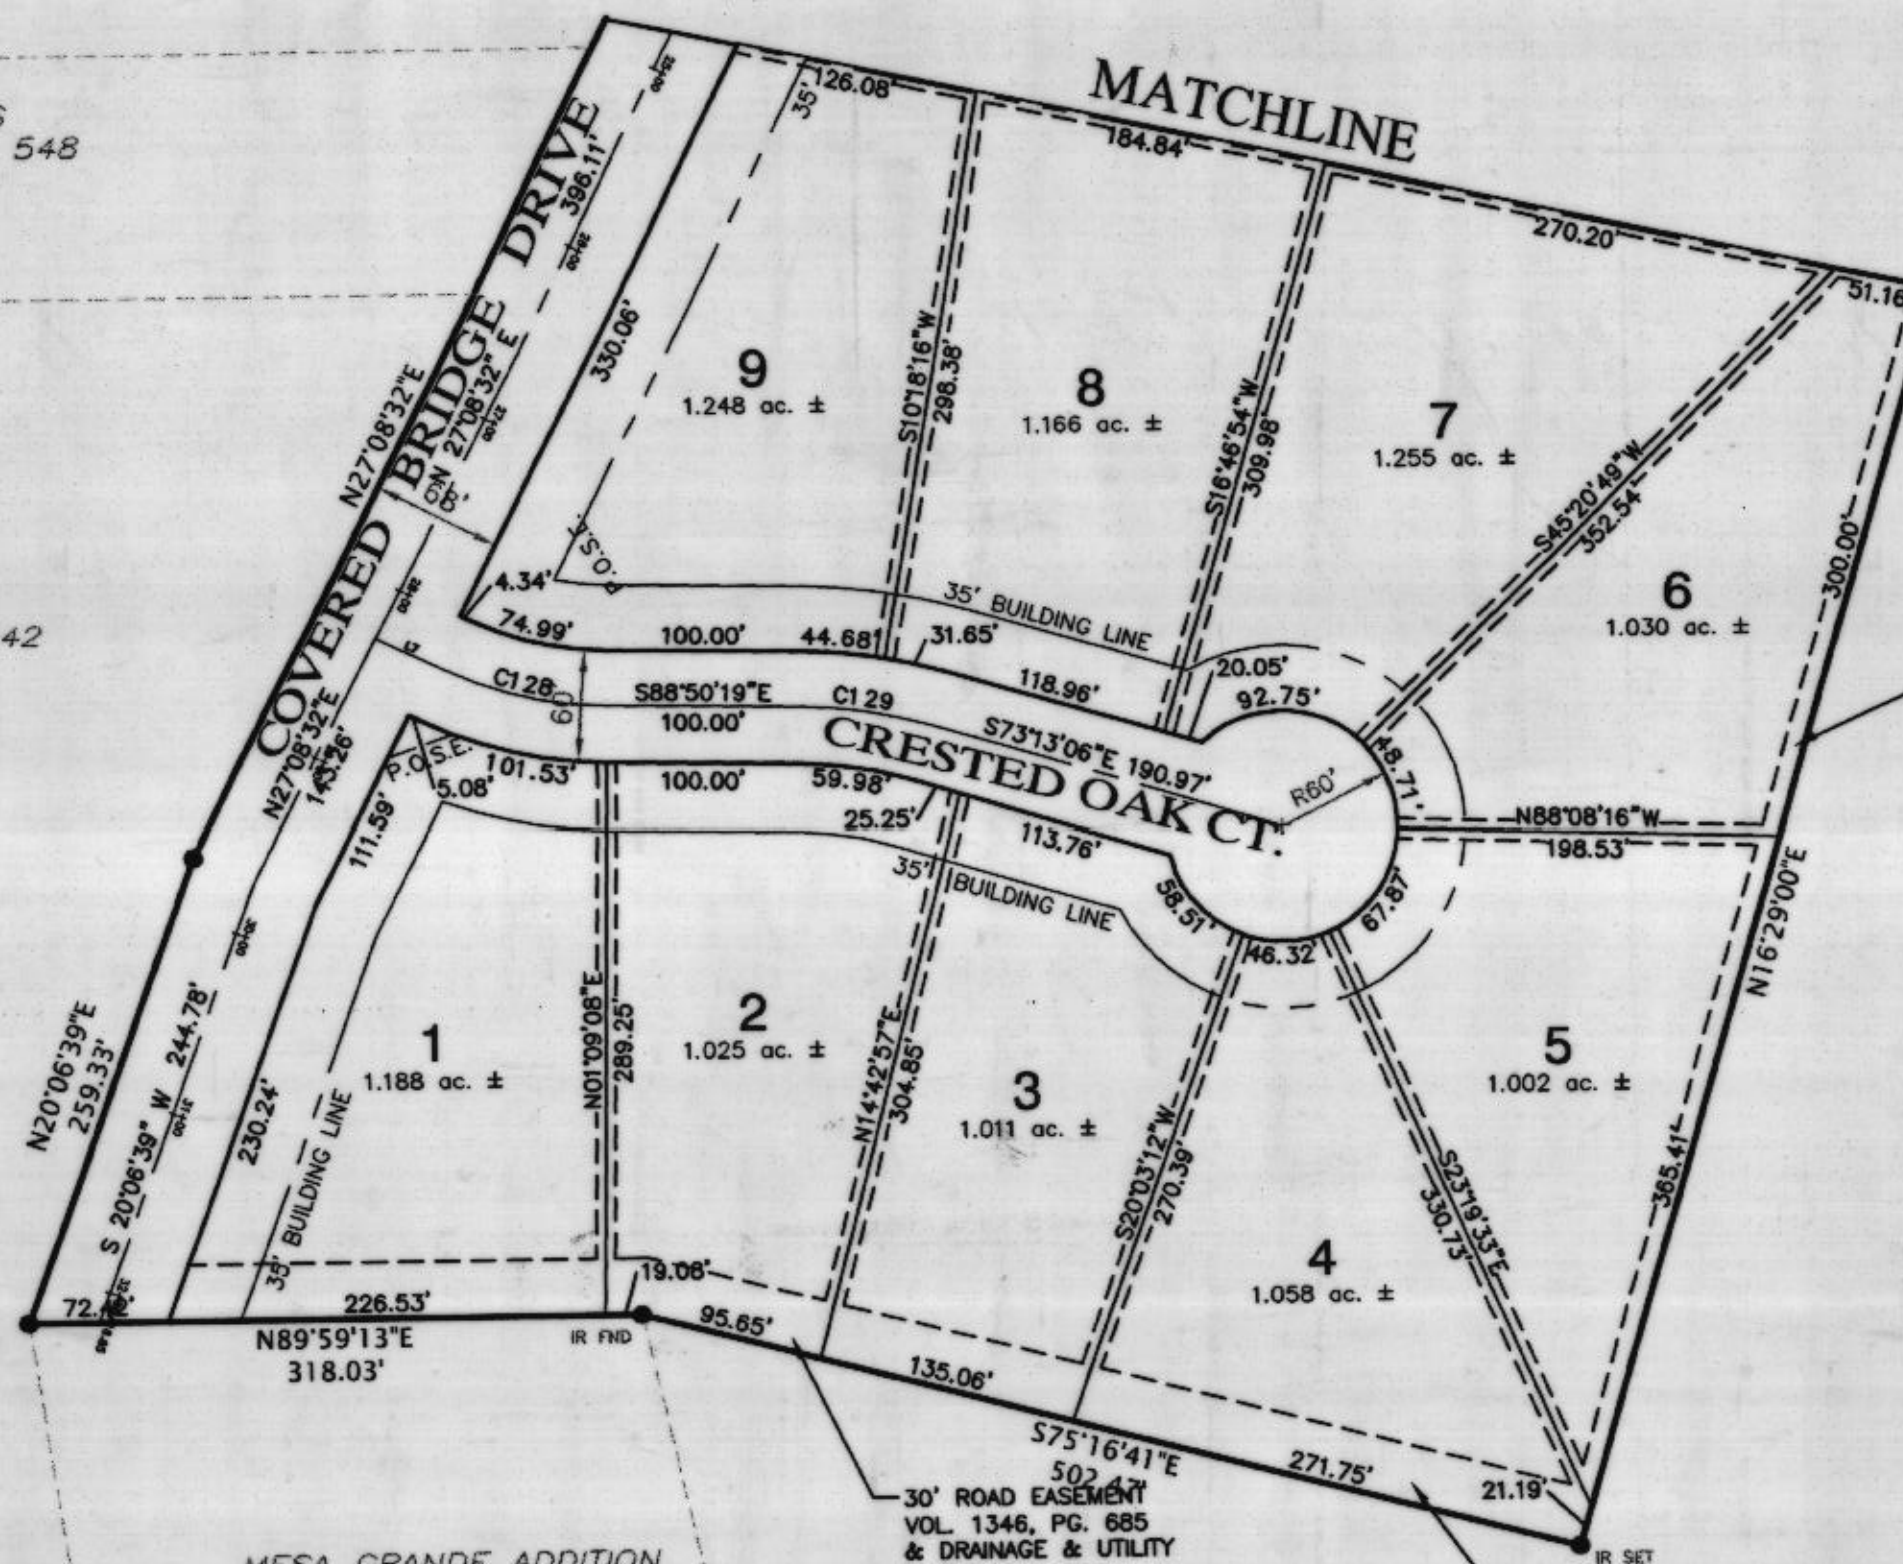 MATCHLINE
126.08'
184.84'
270.20'
51.16
35'
548
42
COVERED BRIDGE DRIVE
396.11'
N 27°08'32" E
N27°08'32"E
68'
330.06'
9
1.248 ac. ±
S10°18'16"W
298.38'
8
1.166 ac. ±
S16°46'54"W
309.98'
7
1.255 ac. ±
S45°20'49"W
352.54'
6
1.030 ac. ±
300.00'
P.O.S.E.
4.34'
74.99'
100.00'
44.68'
31.65'
35' BUILDING LINE
118.96'
20.05'
92.75'
C128
60'
S88°50'19"E
100.00'
C129
S73°13'06"E 190.97'
CRESTED OAK CT.
R60'
48.71'
N27°08'32"E
143.26'
P.O.S.E.
5.08'
101.53'
100.00'
59.98'
25.25'
113.76'
35' BUILDING LINE
58.51'
46.32'
67.87'
N88°08'16"W
198.53'
N16°29'00"E
111.59'
N20°06'39"E
259.33'
S 20°06'39" W 244.78'
230.24'
35' BUILDING LINE
1
1.188 ac. ±
N01°09'08"E
289.25'
2
1.025 ac. ±
N14°42'57"E
304.85'
3
1.011 ac. ±
S20°03'12"W
270.39'
4
1.058 ac. ±
S23°19'33"E
330.73'
5
1.002 ac. ±
365.41'
72.
226.53'
19.08'
N89°59'13"E
318.03'
IR FND
95.65'
135.06'
S75°16'41"E
502.47'
271.75'
21.19'
IR SET
30' ROAD EASEMENT
VOL. 1346, PG. 685
& DRAINAGE & UTILITY
MESA GRANDE ADDITION